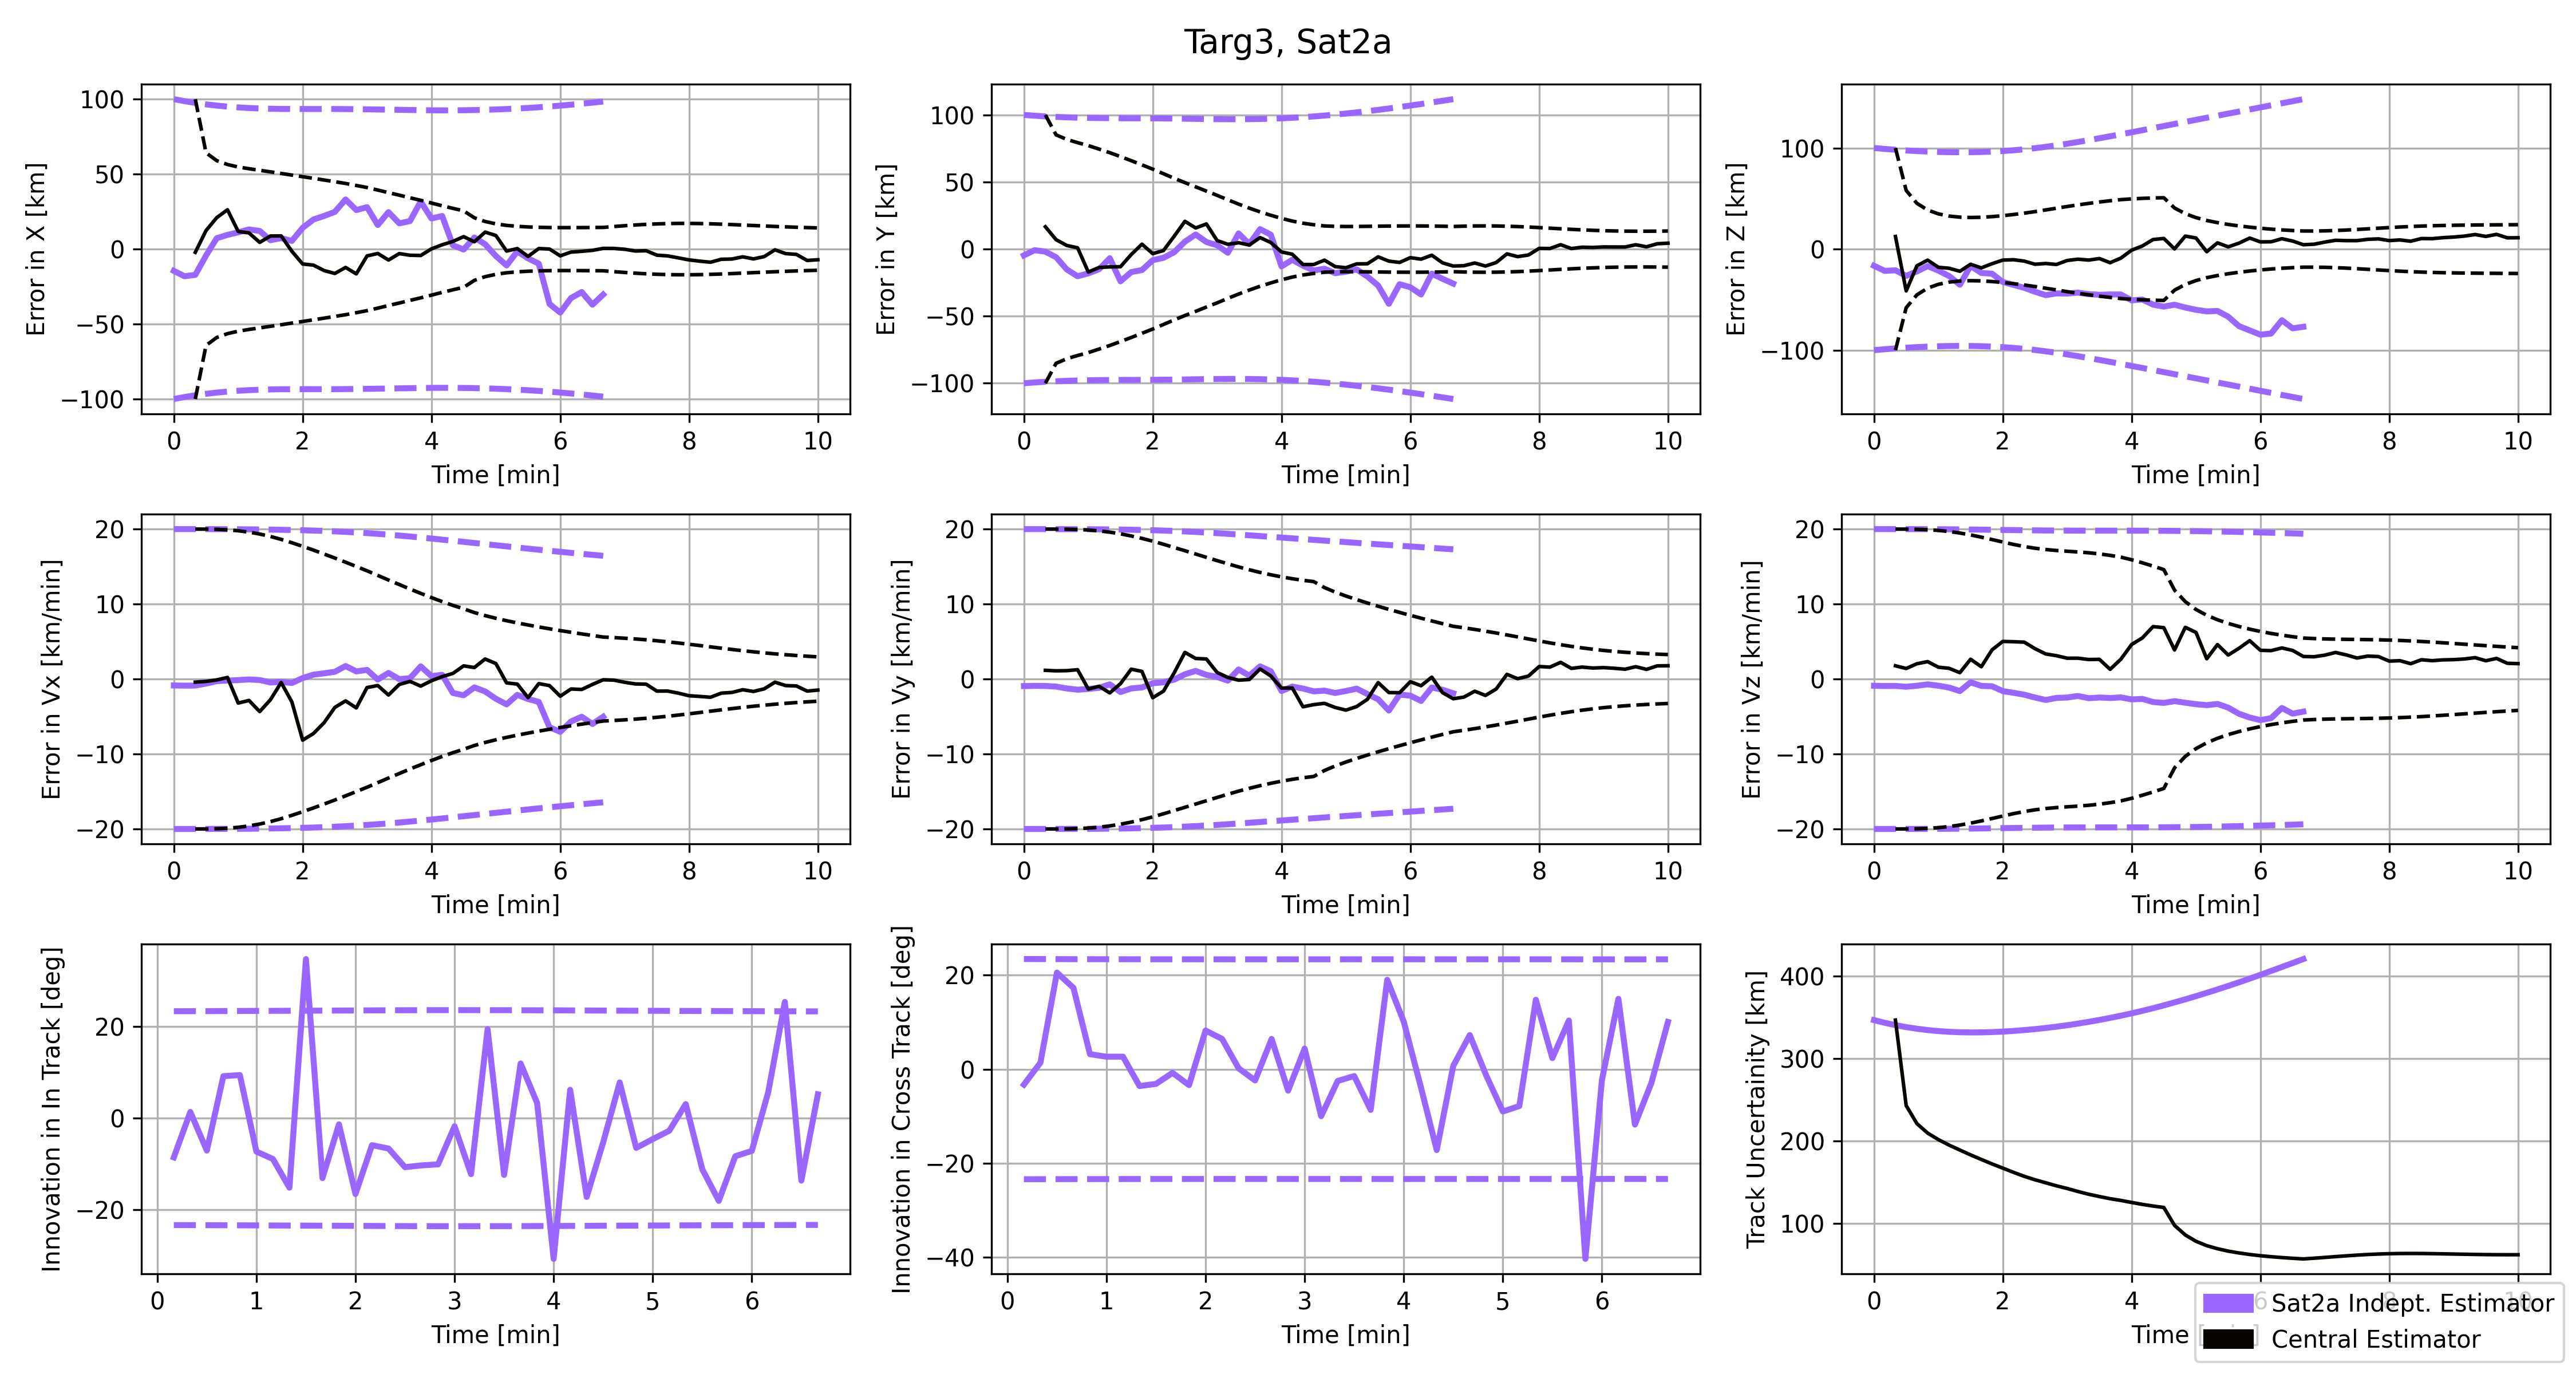 Targ3, Sat2a
Error in X [km]
100
50
0
−50
−100
0 2 4 6 8 10
Time [min]
Error in Y [km]
100
50
0
−50
−100
0 2 4 6 8 10
Time [min]
Error in Z [km]
100
0
−100
0 2 4 6 8 10
Time [min]
Error in Vx [km/min]
20
10
0
−10
−20
0 2 4 6 8 10
Time [min]
Error in Vy [km/min]
20
10
0
−10
−20
0 2 4 6 8 10
Time [min]
Error in Vz [km/min]
20
10
0
−10
−20
0 2 4 6 8 10
Time [min]
Innovation in In Track [deg]
20
0
−20
0 1 2 3 4 5 6
Time [min]
Innovation in Cross Track [deg]
20
0
−20
−40
0 1 2 3 4 5 6
Time [min]
Track Uncertainity [km]
400
300
200
100
0 2 4
Time
Sat2a Indept. Estimator
Central Estimator